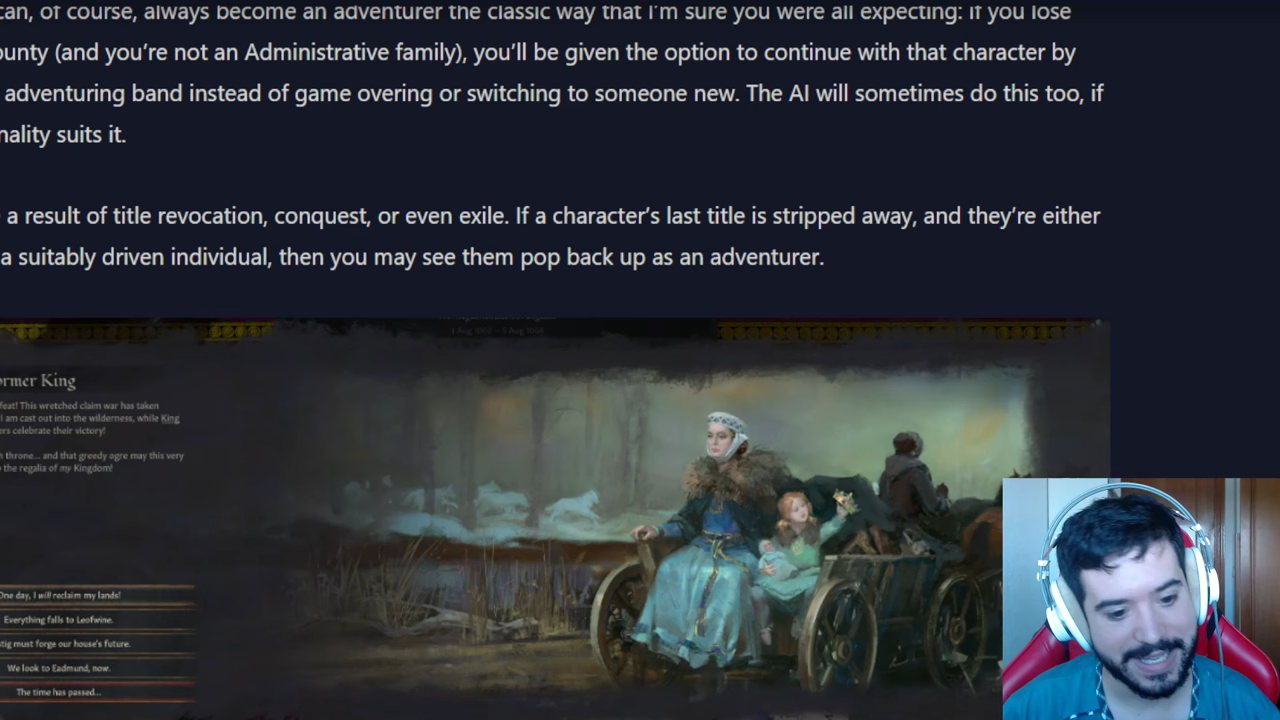 can, of course, always become an adventurer the classic way that I'm sure you were all expecting: if you lose
ounty (and you're not an Administrative family), you'll be given the option to continue with that character by
adventuring band instead of game overing or switching to someone new. The AI will sometimes do this too, if
nality suits it.
a result of title revocation, conquest, or even exile. If a character's last title is stripped away, and they're either
a suitably driven individual, then you may see them pop back up as an adventurer.
ormer King
feat! This wretched claim war has taken
I am cast out into the wilderness, while King
ers celebrate their victory!
n throne... and that greedy ogre may this very
the regalia of my Kingdom!
One day, I will reclaim my lands!
Everything falls to Leofwine.
stig must forge our house's future.
We look to Eadmund, now.
The time has passed...